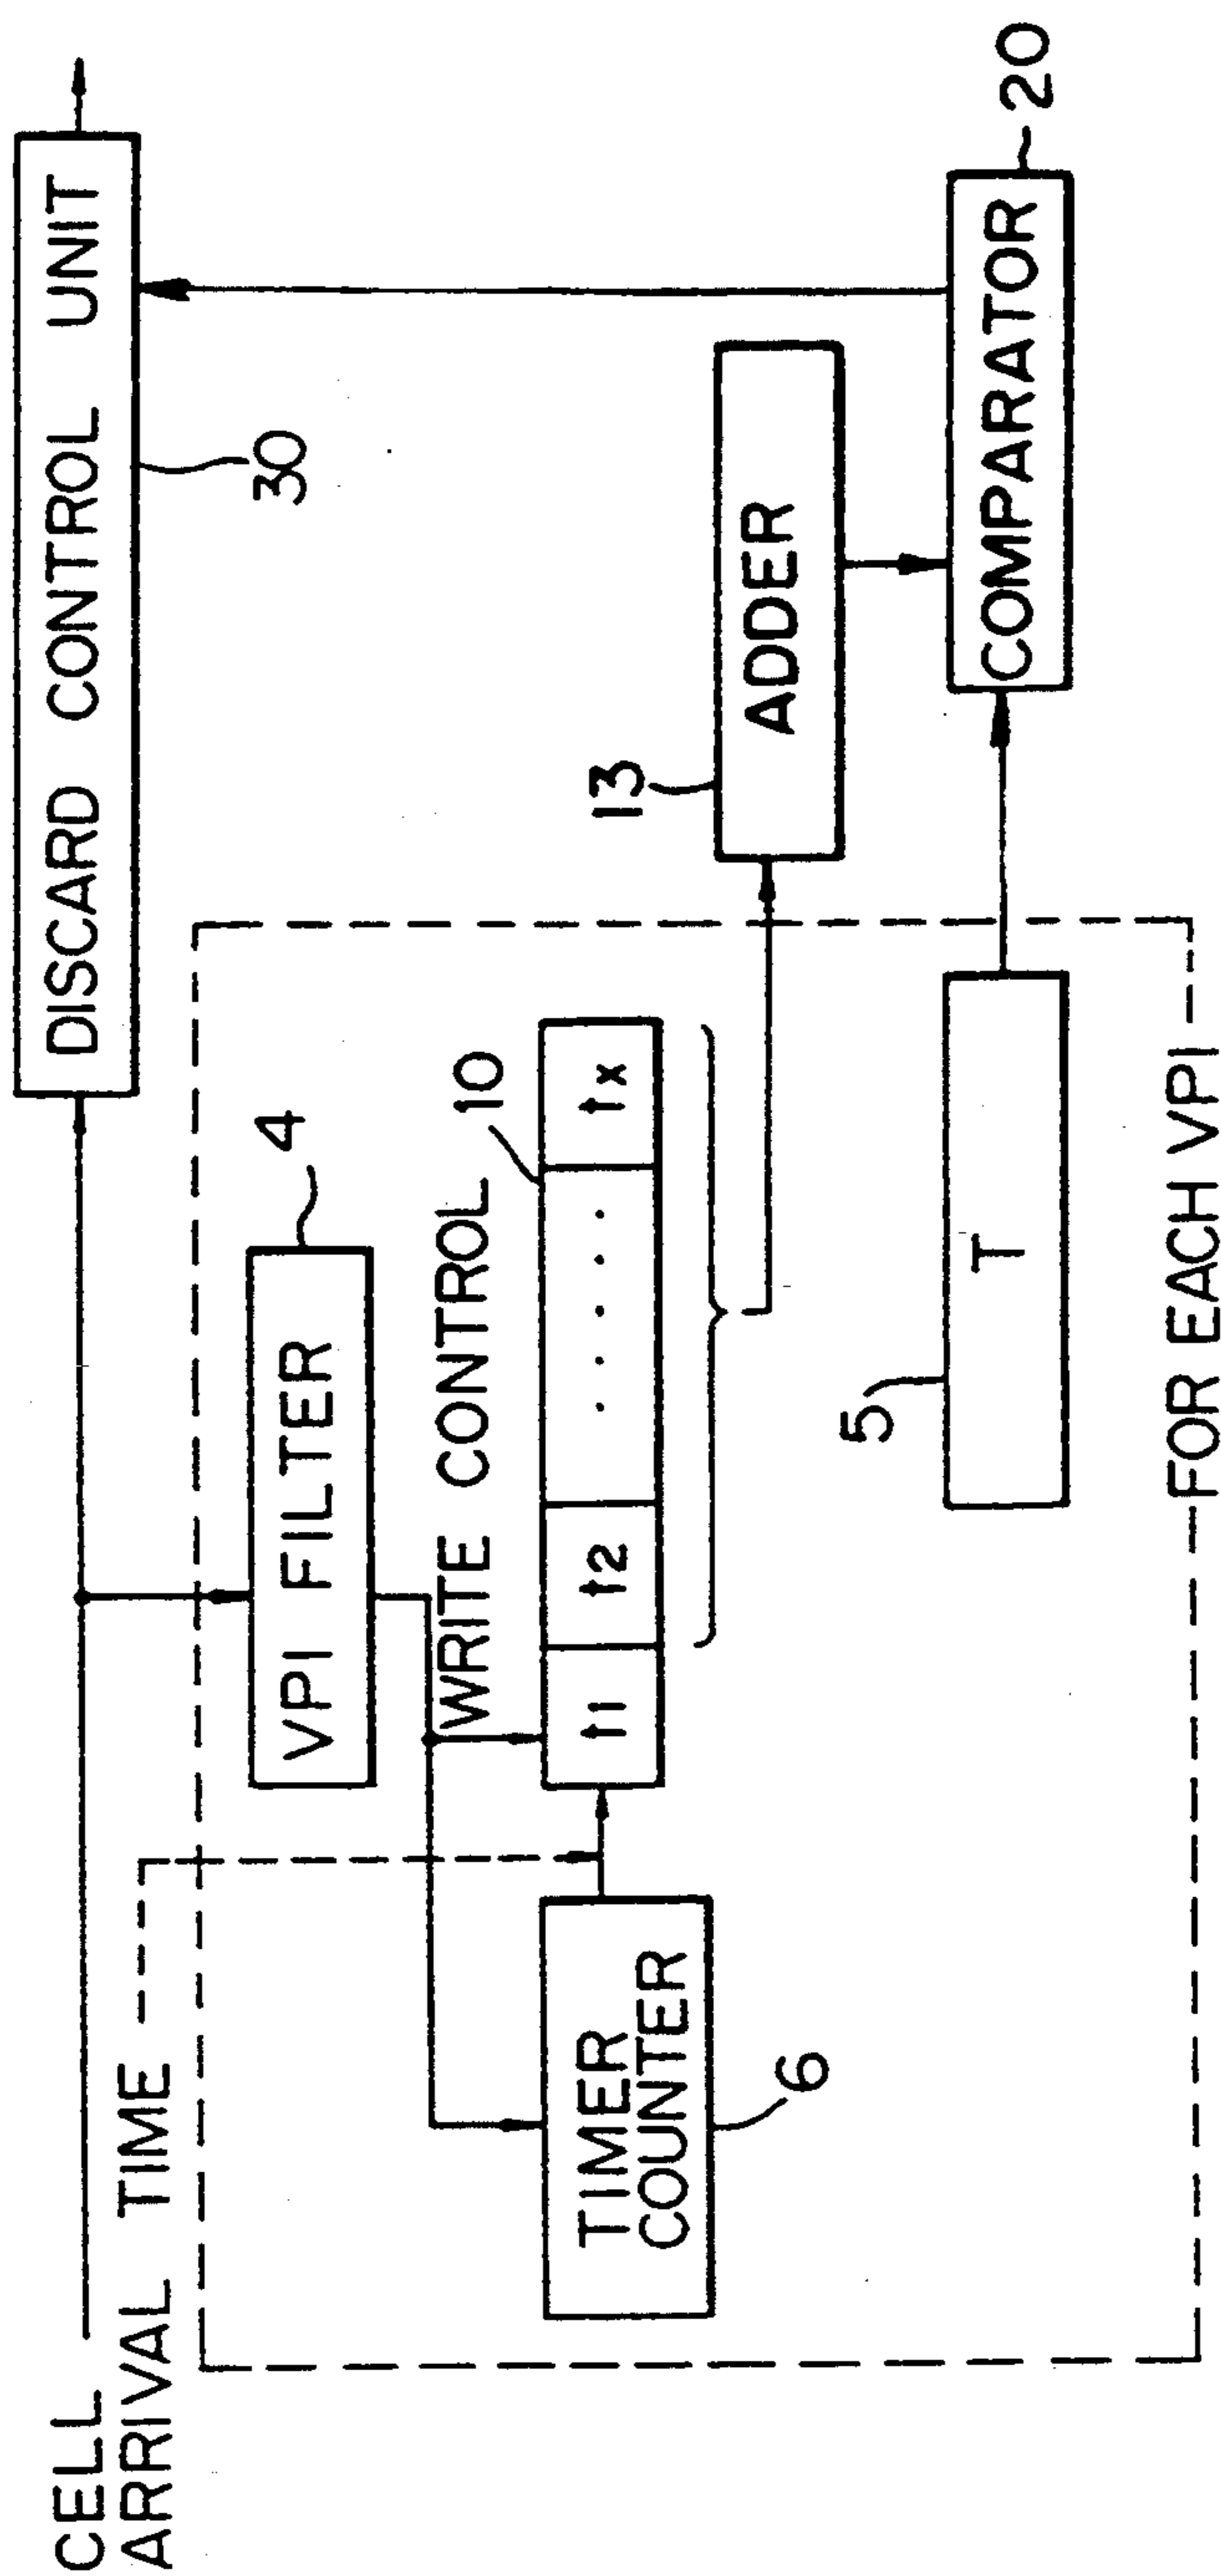 CELL
ARRIVAL TIME
DISCARD CONTROL UNIT
30
VPI FILTER
4
WRITE CONTROL
10
t1 t2 ..... tx
TIMER
COUNTER
6
ADDER
13
5
T
COMPARATOR
20
FOR EACH VPI